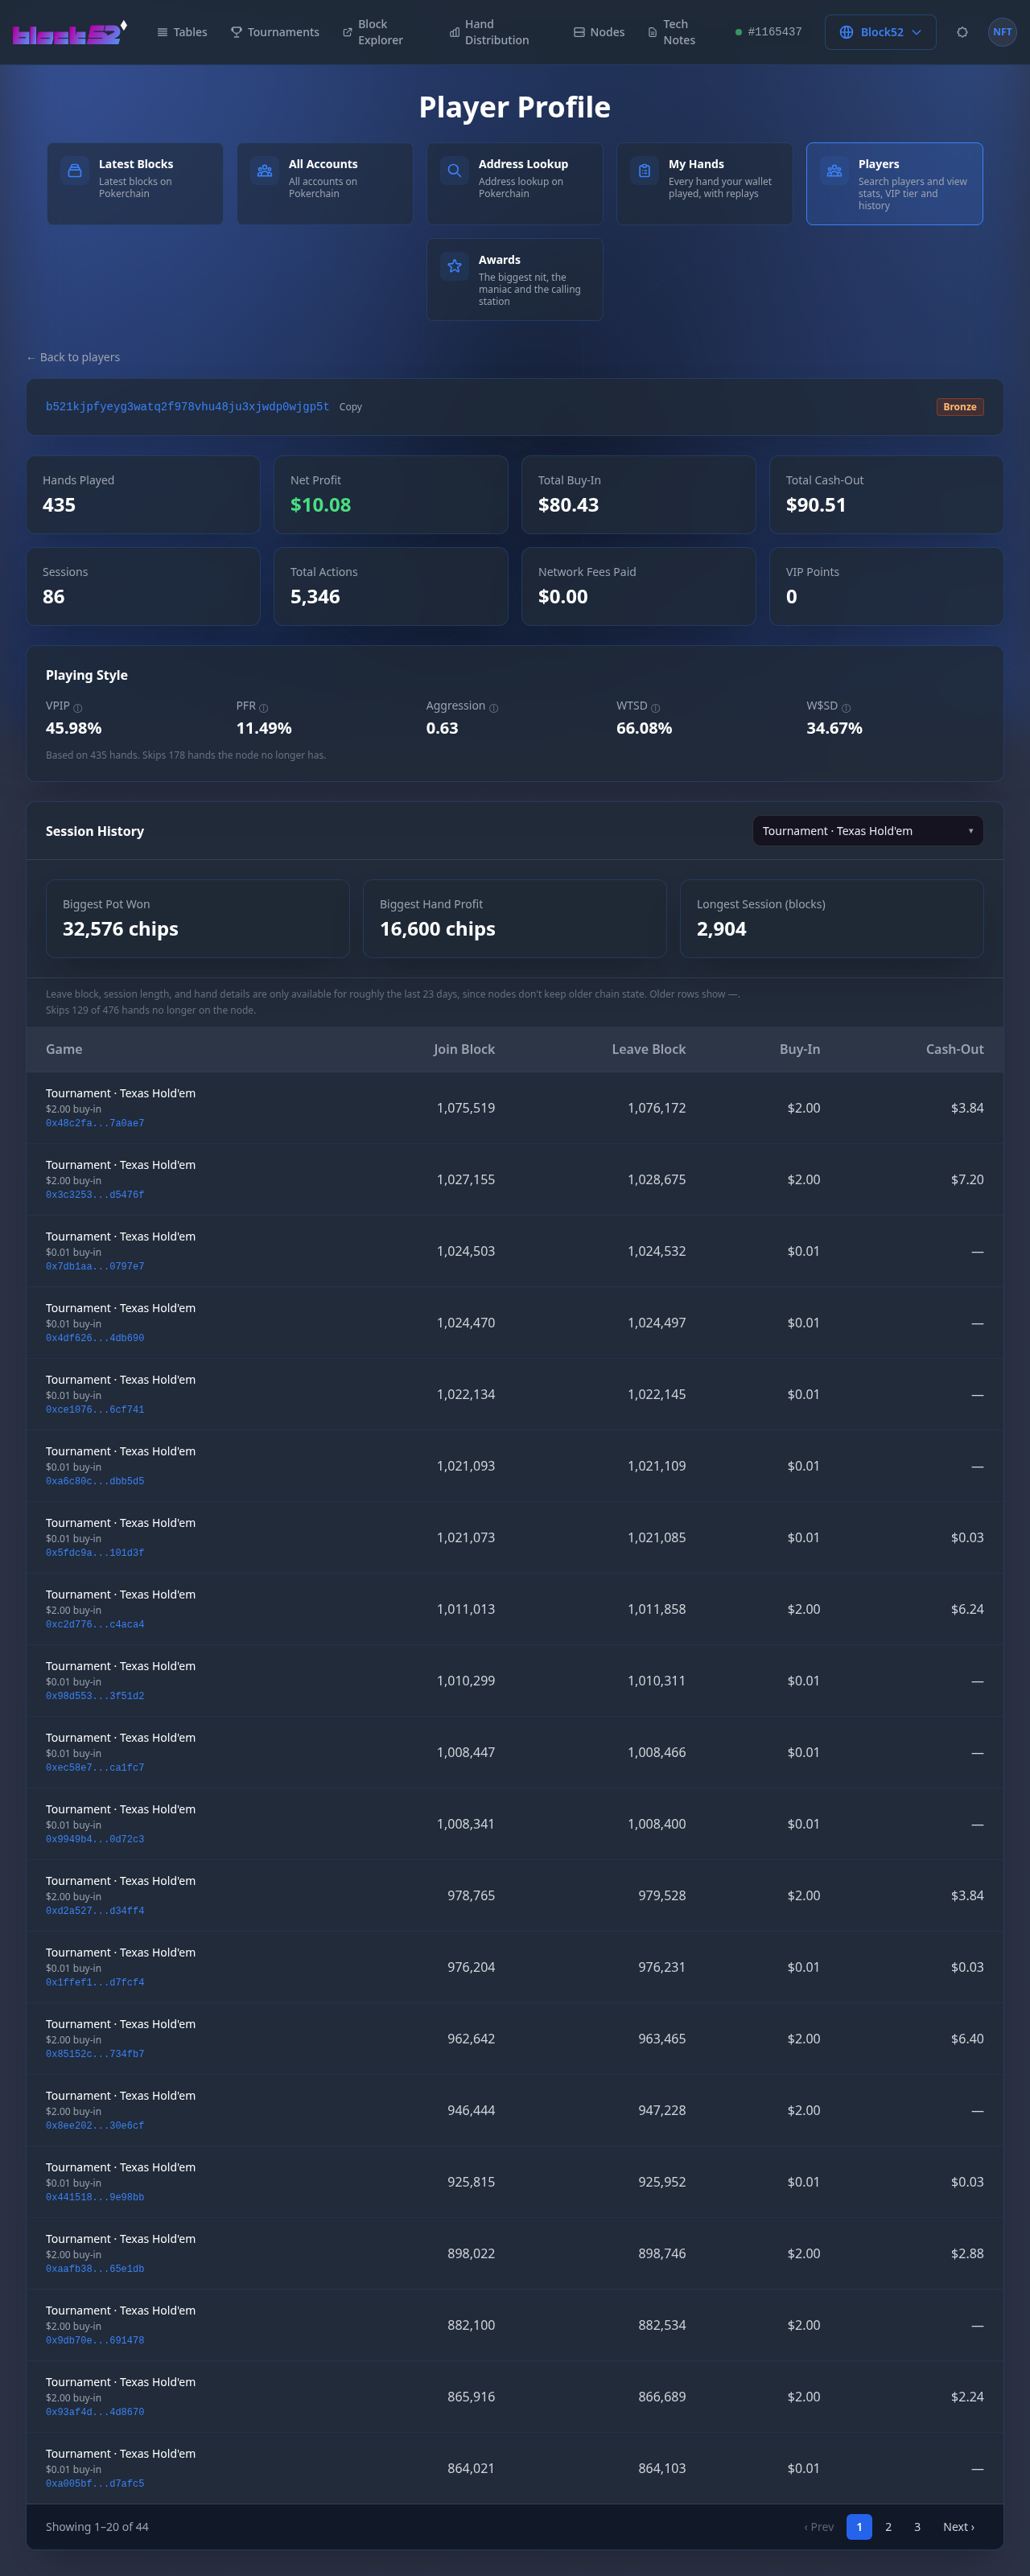 block52
Tables
Tournaments
Block
Explorer
Hand
Distribution
Nodes
Tech
Notes
#1165437
Block52
NFT
Player Profile
Latest Blocks
Latest blocks on
Pokerchain
All Accounts
All accounts on
Pokerchain
Address Lookup
Address lookup on
Pokerchain
My Hands
Every hand your wallet
played, with replays
Players
Search players and view
stats, VIP tier and
history
Awards
The biggest nit, the
maniac and the calling
station
← Back to players
b521kjpfyeyg3watq2f978vhu48ju3xjwdp0wjgp5t Copy
Bronze
Hands Played
435
Net Profit
$10.08
Total Buy-In
$80.43
Total Cash-Out
$90.51
Sessions
86
Total Actions
5,346
Network Fees Paid
$0.00
VIP Points
0
Playing Style
VPIP ⓘ
45.98%
PFR ⓘ
11.49%
Aggression ⓘ
0.63
WTSD ⓘ
66.08%
W$SD ⓘ
34.67%
Based on 435 hands. Skips 178 hands the node no longer has.
Session History
Tournament · Texas Hold'em ▾
Biggest Pot Won
32,576 chips
Biggest Hand Profit
16,600 chips
Longest Session (blocks)
2,904
Leave block, session length, and hand details are only available for roughly the last 23 days, since nodes don't keep older chain state. Older rows show —.
Skips 129 of 476 hands no longer on the node.
Game Join Block Leave Block Buy-In Cash-Out
Tournament · Texas Hold'em
$2.00 buy-in
0x48c2fa...7a0ae7
1,075,519 1,076,172 $2.00 $3.84
Tournament · Texas Hold'em
$2.00 buy-in
0x3c3253...d5476f
1,027,155 1,028,675 $2.00 $7.20
Tournament · Texas Hold'em
$0.01 buy-in
0x7db1aa...0797e7
1,024,503 1,024,532 $0.01 —
Tournament · Texas Hold'em
$0.01 buy-in
0x4df626...4db690
1,024,470 1,024,497 $0.01 —
Tournament · Texas Hold'em
$0.01 buy-in
0xce1076...6cf741
1,022,134 1,022,145 $0.01 —
Tournament · Texas Hold'em
$0.01 buy-in
0xa6c80c...dbb5d5
1,021,093 1,021,109 $0.01 —
Tournament · Texas Hold'em
$0.01 buy-in
0x5fdc9a...101d3f
1,021,073 1,021,085 $0.01 $0.03
Tournament · Texas Hold'em
$2.00 buy-in
0xc2d776...c4aca4
1,011,013 1,011,858 $2.00 $6.24
Tournament · Texas Hold'em
$0.01 buy-in
0x98d553...3f51d2
1,010,299 1,010,311 $0.01 —
Tournament · Texas Hold'em
$0.01 buy-in
0xec58e7...ca1fc7
1,008,447 1,008,466 $0.01 —
Tournament · Texas Hold'em
$0.01 buy-in
0x9949b4...0d72c3
1,008,341 1,008,400 $0.01 —
Tournament · Texas Hold'em
$2.00 buy-in
0xd2a527...d34ff4
978,765 979,528 $2.00 $3.84
Tournament · Texas Hold'em
$0.01 buy-in
0x1ffef1...d7fcf4
976,204 976,231 $0.01 $0.03
Tournament · Texas Hold'em
$2.00 buy-in
0x85152c...734fb7
962,642 963,465 $2.00 $6.40
Tournament · Texas Hold'em
$2.00 buy-in
0x8ee202...30e6cf
946,444 947,228 $2.00 —
Tournament · Texas Hold'em
$0.01 buy-in
0x441518...9e98bb
925,815 925,952 $0.01 $0.03
Tournament · Texas Hold'em
$2.00 buy-in
0xaafb38...65e1db
898,022 898,746 $2.00 $2.88
Tournament · Texas Hold'em
$2.00 buy-in
0x9db70e...691478
882,100 882,534 $2.00 —
Tournament · Texas Hold'em
$2.00 buy-in
0x93af4d...4d8670
865,916 866,689 $2.00 $2.24
Tournament · Texas Hold'em
$0.01 buy-in
0xa005bf...d7afc5
864,021 864,103 $0.01 —
Showing 1–20 of 44
‹ Prev 1 2 3 Next ›